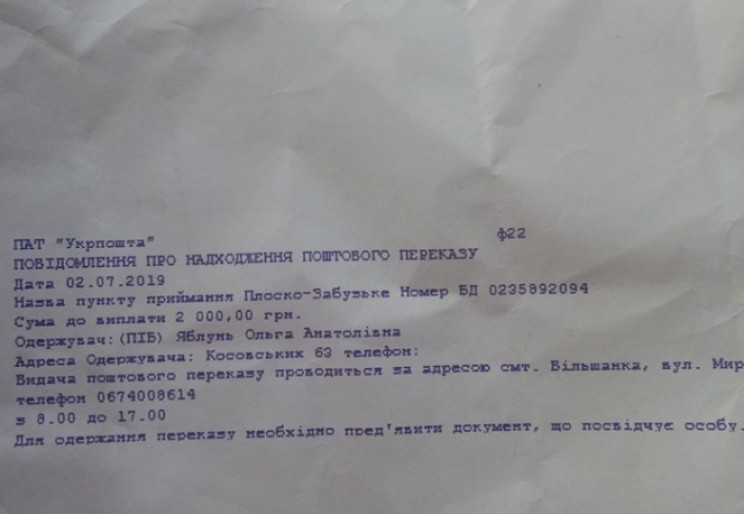 ПАТ "Укрпошта" ф22
ПОВІДОМЛЕННЯ ПРО НАДХОДЖЕННЯ ПОШТОВОГО ПЕРЕКАЗУ
Дата 02.07.2019
Назва пункту приймання Плоско-Забузьке Номер БД 0235892094
Сума до виплати 2 000,00 грн.
Одержувач:(ПІБ) Яблунь Ольга Анатолівна
Адреса Одержувача: Косовських 63 телефон:
Видача поштового переказу проводиться за адресою смт. Вільшанка, вул. Мир
телефон 0674008614
з 8.00 до 17.00
Для одержання переказу необхідно пред'явити документ, що посвідчує особу.